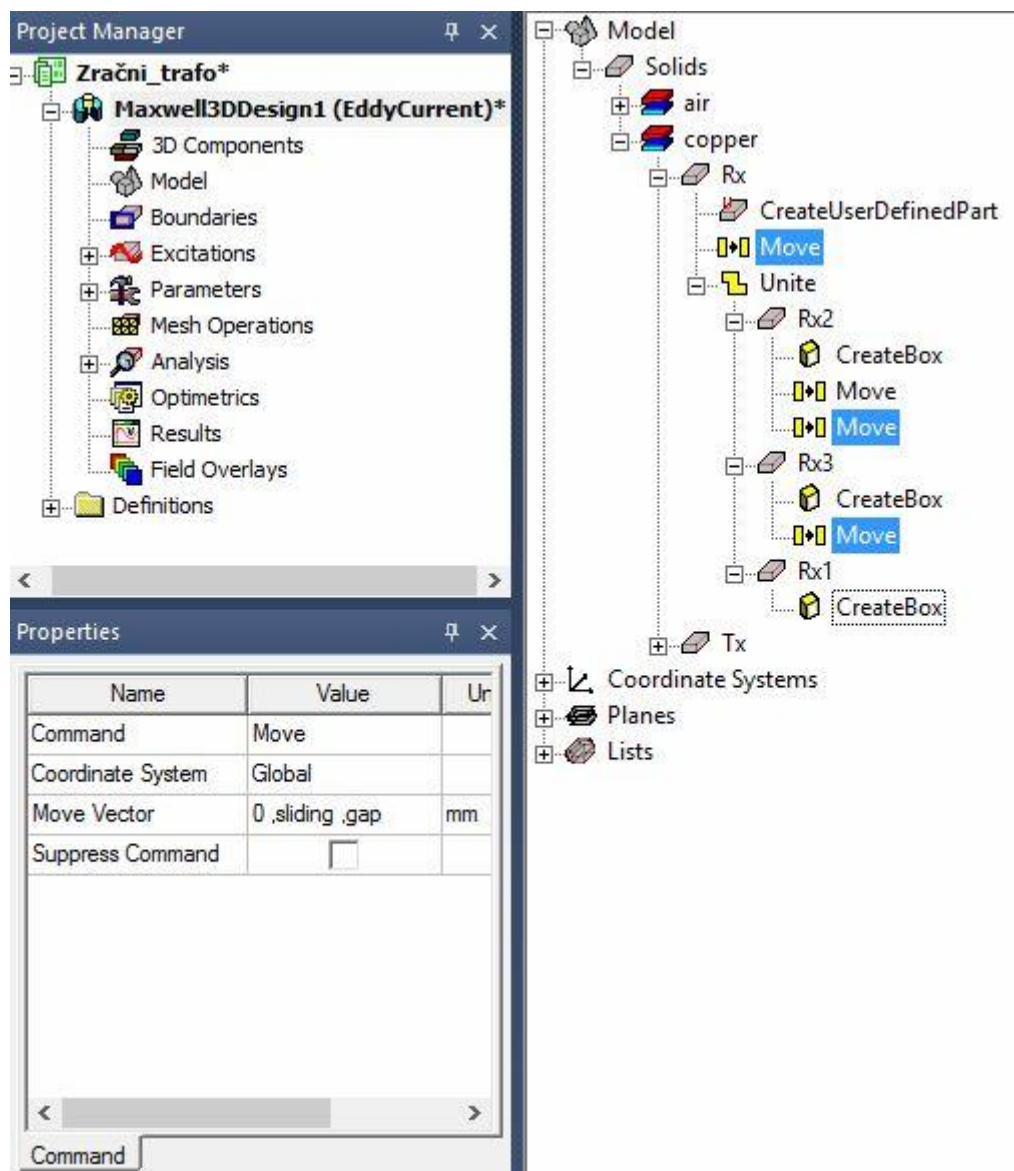 Project Manager
Zračni_trafo*
Maxwell3DDesign1 (EddyCurrent)*
3D Components
Model
Boundaries
Excitations
Parameters
Mesh Operations
Analysis
Optimetrics
Results
Field Overlays
Definitions
Properties
Name Value Un
Command Move
Coordinate System Global
Move Vector 0 ,sliding ,gap mm
Suppress Command
Command
Model
Solids
air
copper
Rx
CreateUserDefinedPart
Move
Unite
Rx2
CreateBox
Move
Move
Rx3
CreateBox
Move
Rx1
CreateBox
Tx
Coordinate Systems
Planes
Lists